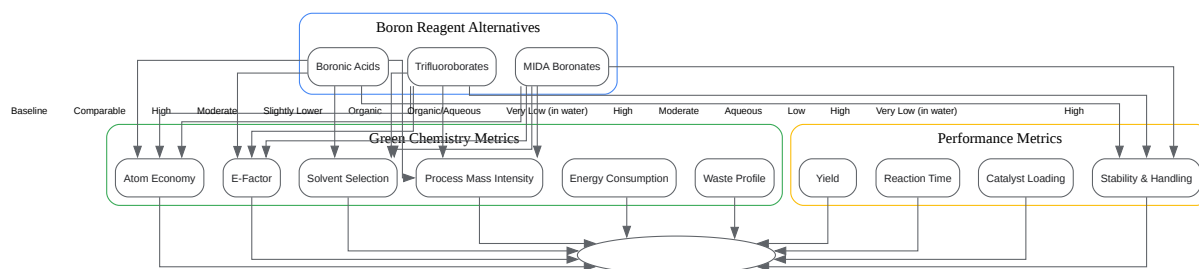 Boron Reagent Alternatives
Boronic Acids
Trifluoroborates
MIDA Boronates
Baseline
Comparable
High
Moderate
Slightly Lower
Organic
Organic/Aqueous
Very Low (in water)
High
Moderate
Aqueous
Low
High
Very Low (in water)
High
Green Chemistry Metrics
Performance Metrics
Atom Economy
E-Factor
Solvent Selection
Process Mass Intensity
Energy Consumption
Waste Profile
Yield
Reaction Time
Catalyst Loading
Stability & Handling